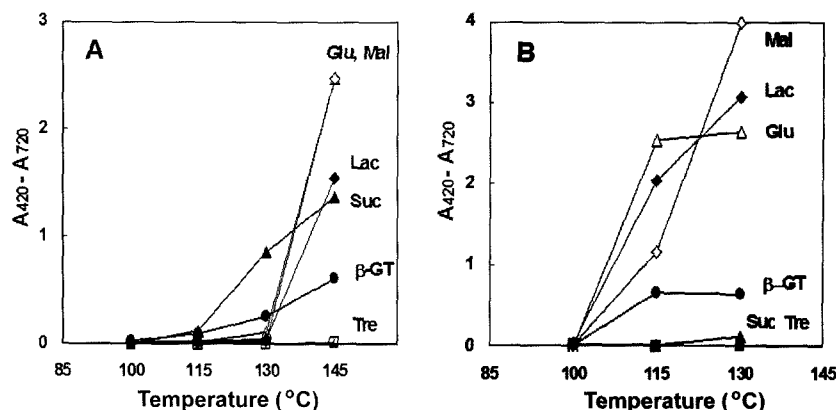 A
3
2
1
0
A420 - A720
85
100
115
130
145
Temperature (°C)
Glu, Mal
Lac
Suc
β-GT
Tre
B
4
3
2
1
0
A420 - A720
85
100
115
130
145
Temperature (°C)
Mal
Lac
Glu
β-GT
Suc Tre